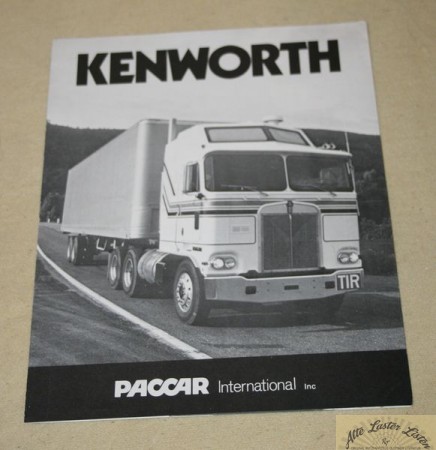 KENWORTH
TIR
PACCAR International Inc
Alte Laster Listen